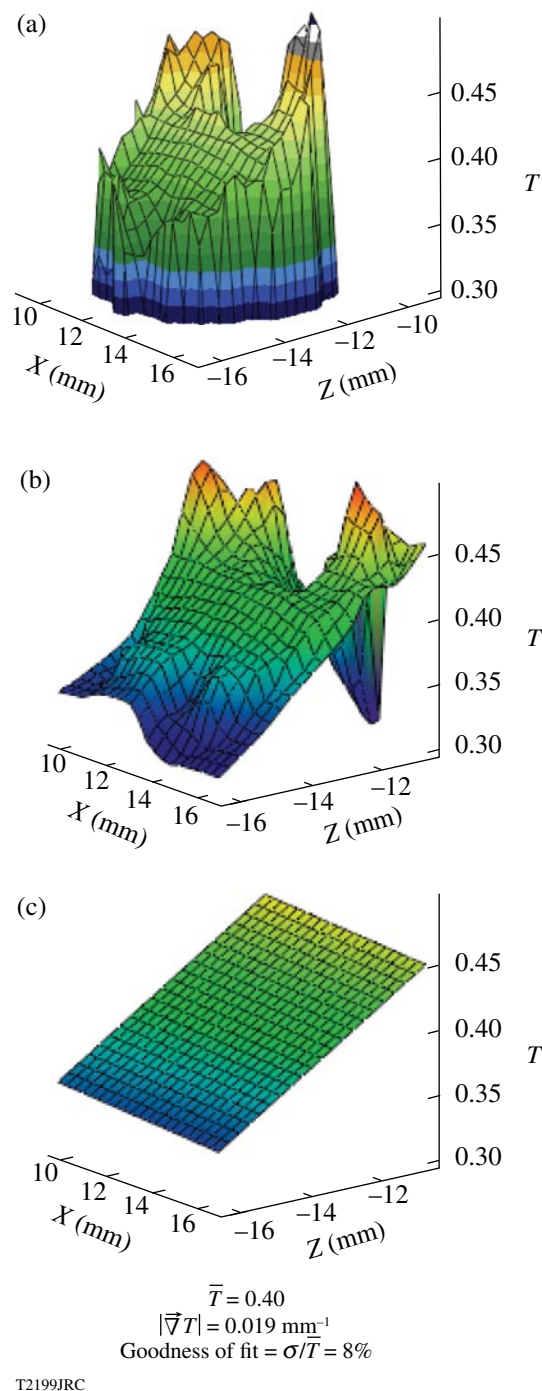 (a)
0.45
0.40
T
0.35
0.30
10
12
14
16
X (mm)
–16
–14
–12
–10
Z (mm)
(b)
0.45
0.40
T
0.35
0.30
10
12
14
16
X (mm)
–16
–14
–12
Z (mm)
(c)
0.45
0.40
T
0.35
0.30
10
12
14
16
X (mm)
–16
–14
–12
Z (mm)
T̅ = 0.40
|∇⃗T| = 0.019 mm⁻¹
Goodness of fit = σ/T̅ = 8%
T2199JRC